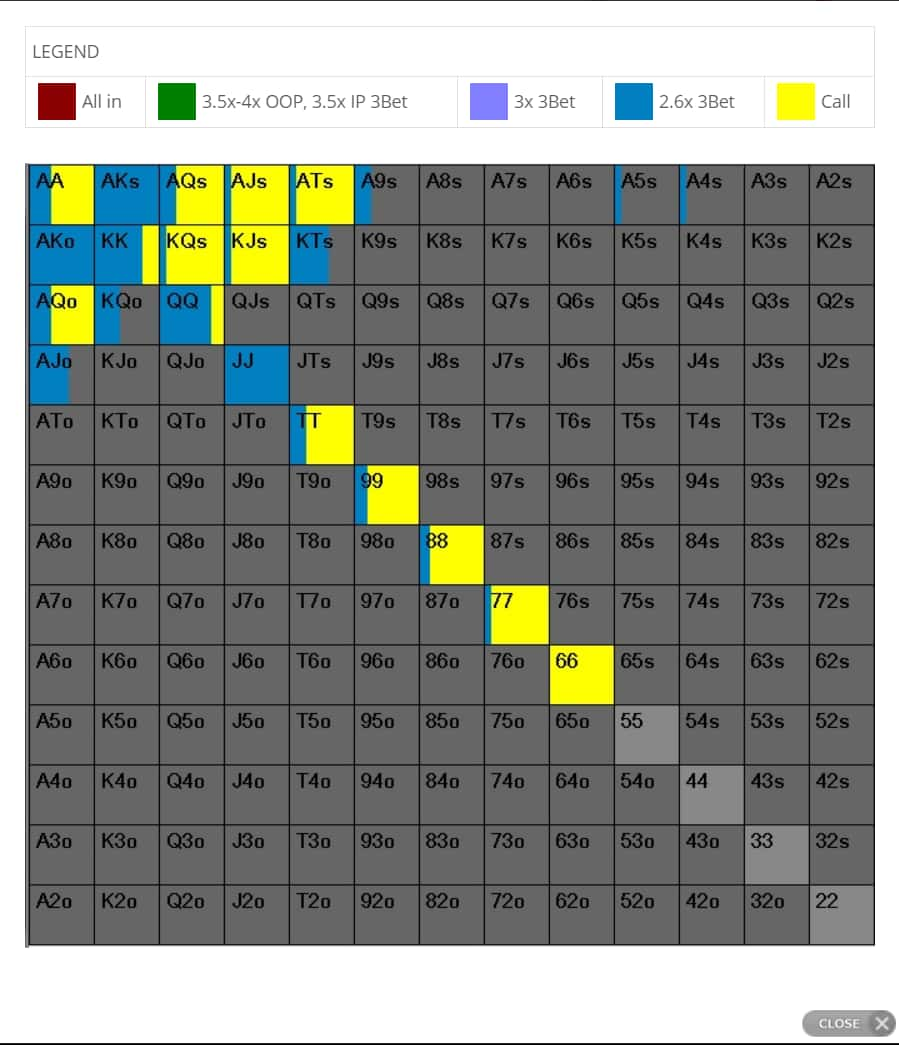 LEGEND
All in 3.5x-4x OOP, 3.5x IP 3Bet 3x 3Bet 2.6x 3Bet Call
AA AKs AQs AJs ATs A9s A8s A7s A6s A5s A4s A3s A2s
AKo KK KQs KJs KTs K9s K8s K7s K6s K5s K4s K3s K2s
AQo KQo QQ QJs QTs Q9s Q8s Q7s Q6s Q5s Q4s Q3s Q2s
AJo KJo QJo JJ JTs J9s J8s J7s J6s J5s J4s J3s J2s
ATo KTo QTo JTo TT T9s T8s T7s T6s T5s T4s T3s T2s
A9o K9o Q9o J9o T9o 99 98s 97s 96s 95s 94s 93s 92s
A8o K8o Q8o J8o T8o 98o 88 87s 86s 85s 84s 83s 82s
A7o K7o Q7o J7o T7o 97o 87o 77 76s 75s 74s 73s 72s
A6o K6o Q6o J6o T6o 96o 86o 76o 66 65s 64s 63s 62s
A5o K5o Q5o J5o T5o 95o 85o 75o 65o 55 54s 53s 52s
A4o K4o Q4o J4o T4o 94o 84o 74o 64o 54o 44 43s 42s
A3o K3o Q3o J3o T3o 93o 83o 73o 63o 53o 43o 33 32s
A2o K2o Q2o J2o T2o 92o 82o 72o 62o 52o 42o 32o 22
CLOSE